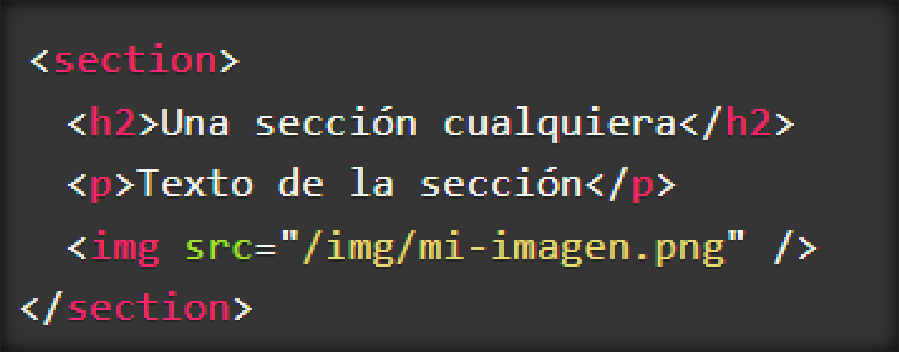 <section>
<h2>Una sección cualquiera</h2>
<p>Texto de la sección</p>
<img src="/img/mi-imagen.png" />
</section>